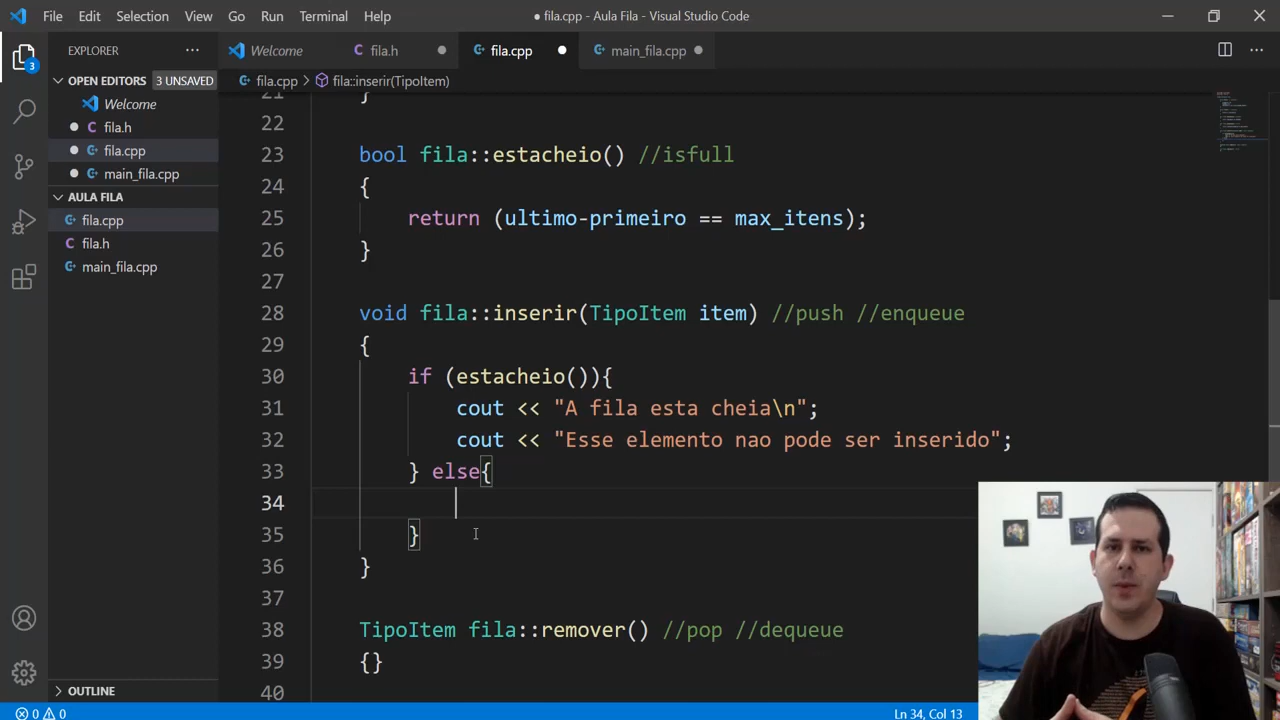 File Edit Selection View Go Run Terminal Help
● fila.cpp - Aula Fila - Visual Studio Code
EXPLORER
Welcome fila.h fila.cpp main_fila.cpp
OPEN EDITORS 3 UNSAVED
fila.cpp > fila::inserir(TipoItem)
Welcome
fila.h
fila.cpp
main_fila.cpp
AULA FILA
fila.cpp
fila.h
main_fila.cpp
OUTLINE
3
21 }
22
23 bool fila::estacheio() //isfull
24 {
25 return (ultimo-primeiro == max_itens);
26 }
27
28 void fila::inserir(TipoItem item) //push //enqueue
29 {
30 if (estacheio()){
31 cout << "A fila esta cheia\n";
32 cout << "Esse elemento nao pode ser inserido";
33 } else{
34
35 }
36 }
37
38 TipoItem fila::remover() //pop //dequeue
39 {}
40
0 0 Ln 34, Col 13